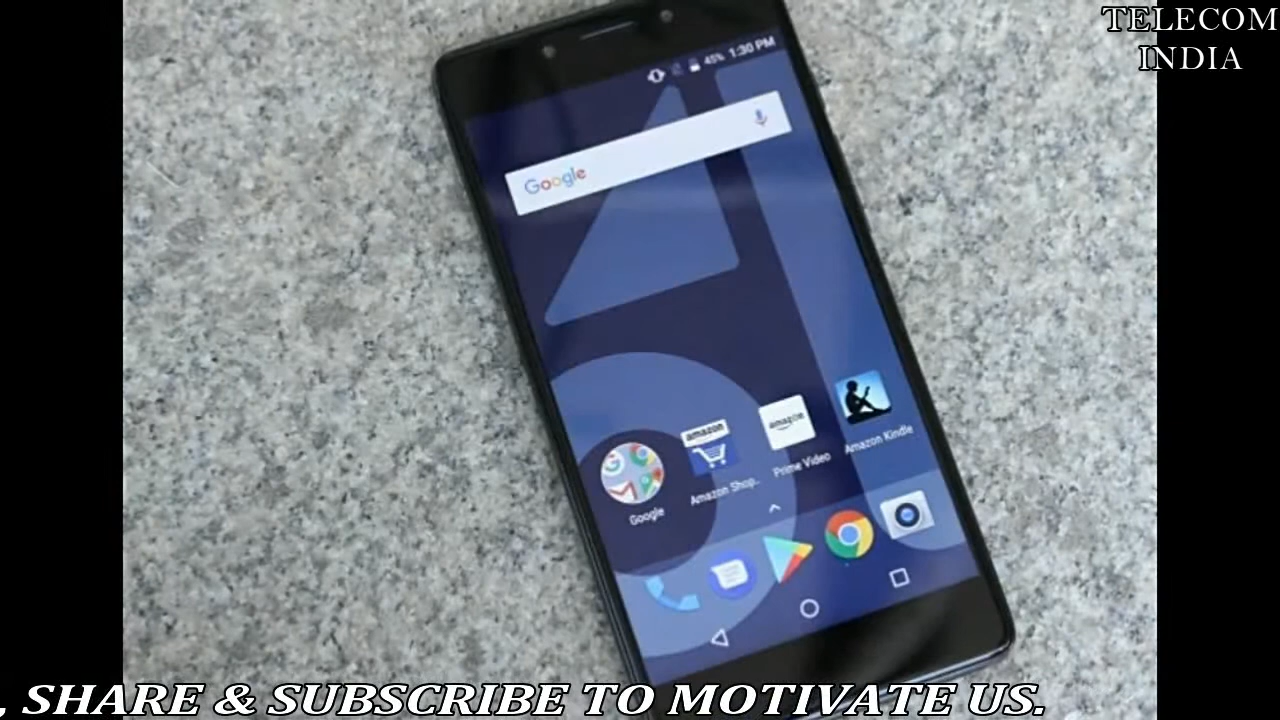 TELECOM
INDIA
45% 1:30 PM
Google
amazon
amazon
Google
Amazon Shop..
Prime Video
Amazon Kindle
, SHARE & SUBSCRIBE TO MOTIVATE US.